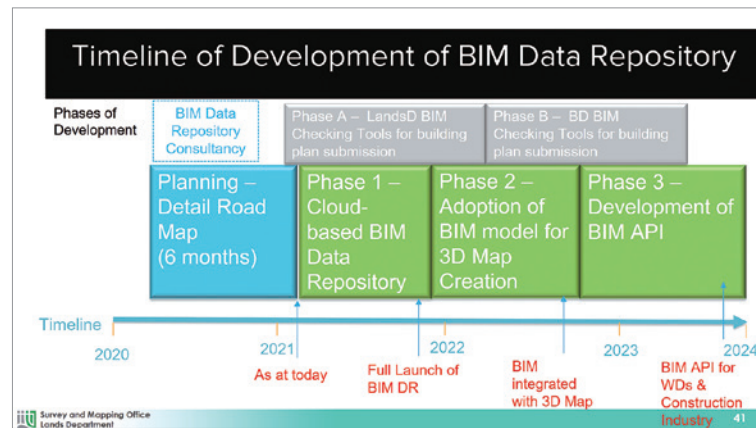 Timeline of Development of BIM Data Repository
Phases of
Development
BIM Data
Repository
Consultancy
Phase A – LandsD BIM
Checking Tools for building
plan submission
Phase B – BD BIM
Checking Tools for building
plan submission
Planning –
Detail Road
Map
(6 months)
Phase 1 –
Cloud-
based BIM
Data
Repository
Phase 2 –
Adoption of
BIM model for
3D Map
Creation
Phase 3 –
Development of
BIM API
Timeline
2020
2021
2022
2023
2024
As at today
Full Launch of
BIM DR
BIM
integrated
with 3D Map
BIM API for
WDs &
Construction
Industry
Survey and Mapping Office
Lands Department
41